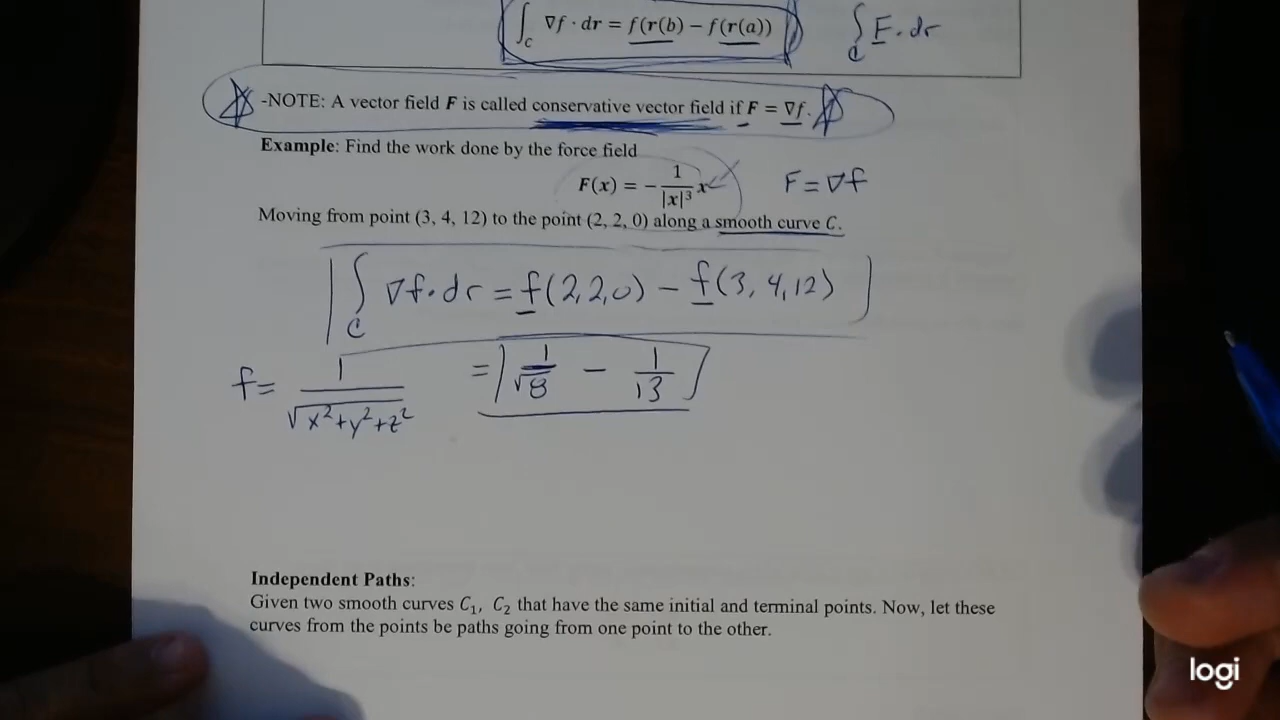 ∫_C ∇f · dr = f(r(b)) − f(r(a)) ∫_C F · dr
-NOTE: A vector field F is called conservative vector field if F = ∇f.
Example: Find the work done by the force field
F(x) = − 1/|x|³ x F = ∇f
Moving from point (3, 4, 12) to the point (2, 2, 0) along a smooth curve C.
∫_C ∇f · dr = f(2,2,0) − f(3,4,12)
f = 1/√(x²+y²+z²) = 1/√8 − 1/13
Independent Paths:
Given two smooth curves C₁, C₂ that have the same initial and terminal points. Now, let these
curves from the points be paths going from one point to the other.
logi